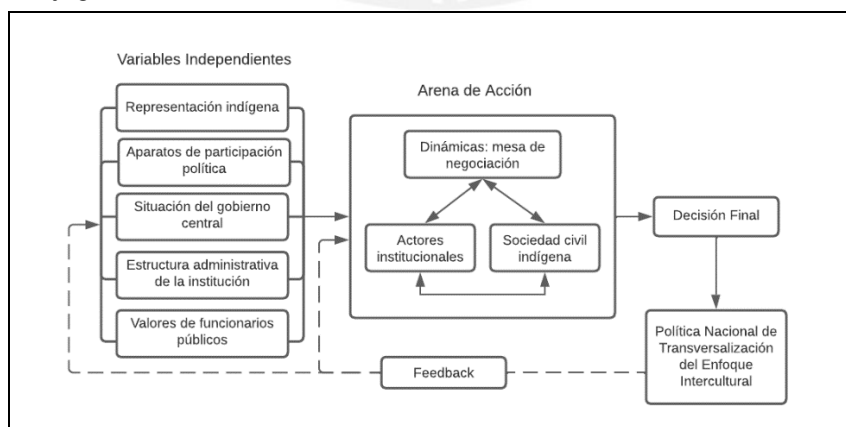 Variables Independientes
Representación indígena
Aparatos de participación
política
Situación del gobierno
central
Estructura administrativa
de la institución
Valores de funcionarios
públicos
Arena de Acción
Dinámicas: mesa de
negociación
Actores
institucionales
Sociedad civil
indígena
Decisión Final
Política Nacional de
Transversalización
del Enfoque
Intercultural
Feedback